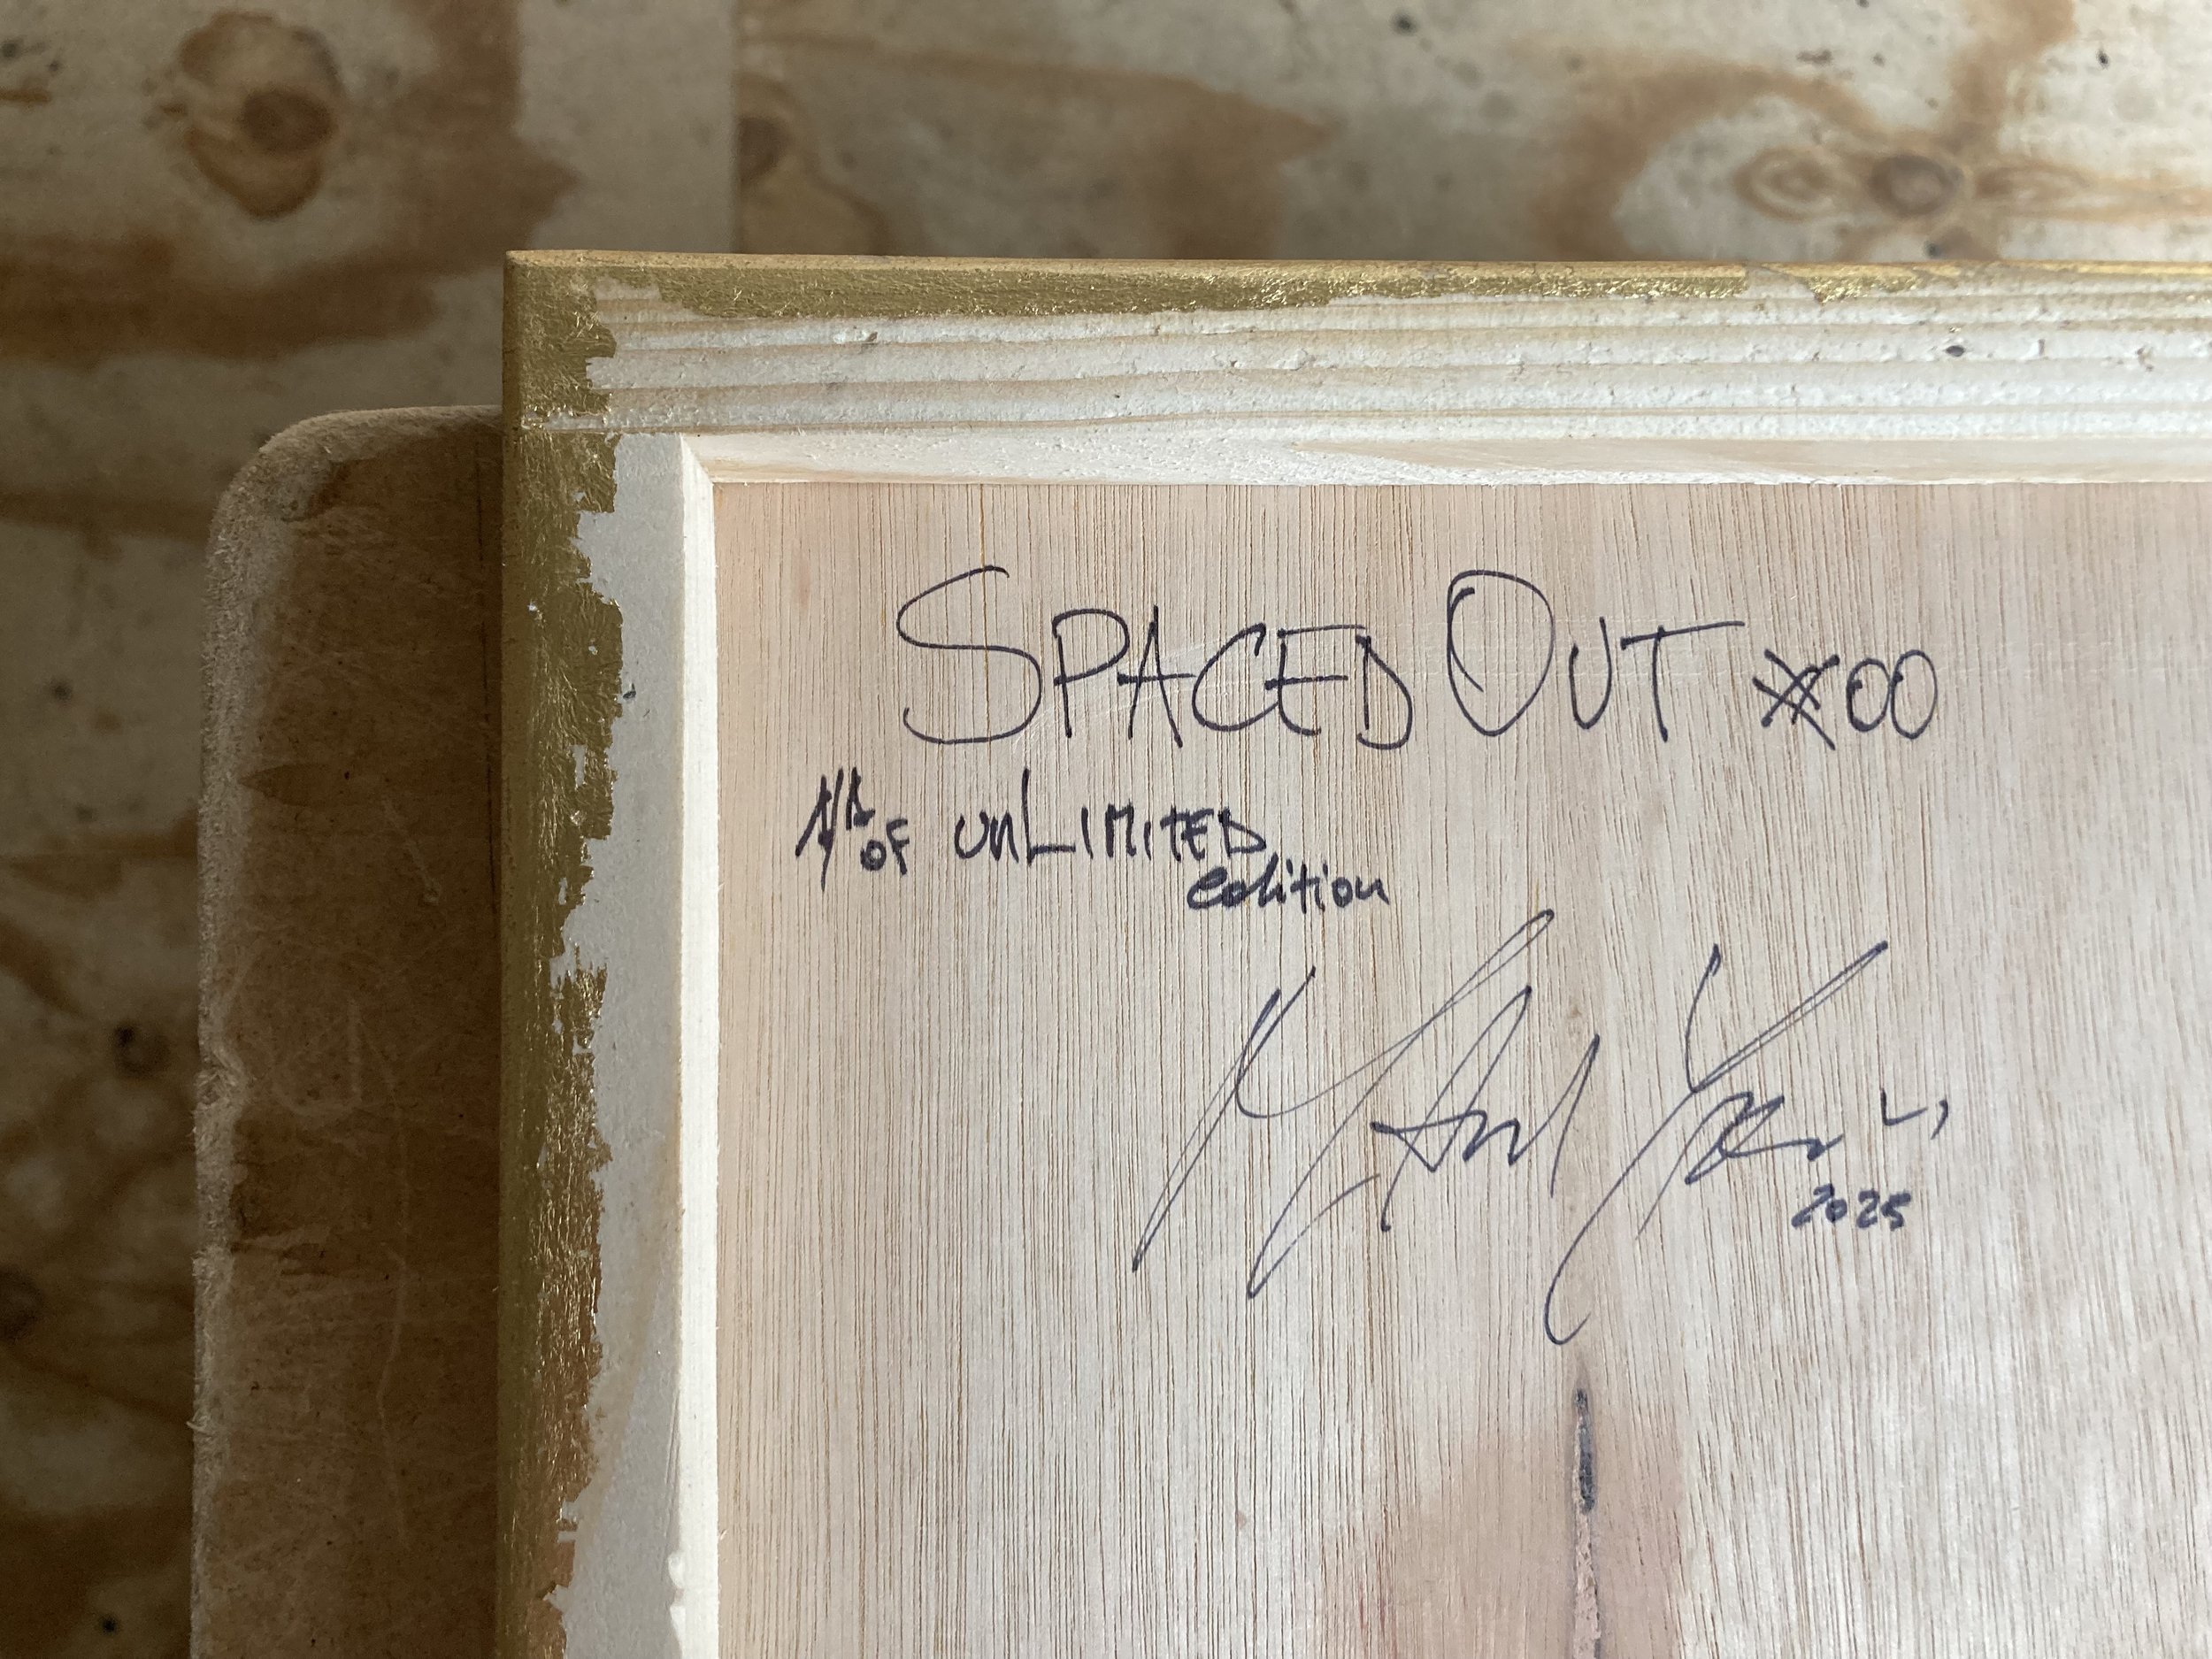 SPACED OUT #00
1/1 OF UNLIMITED
edition
2025